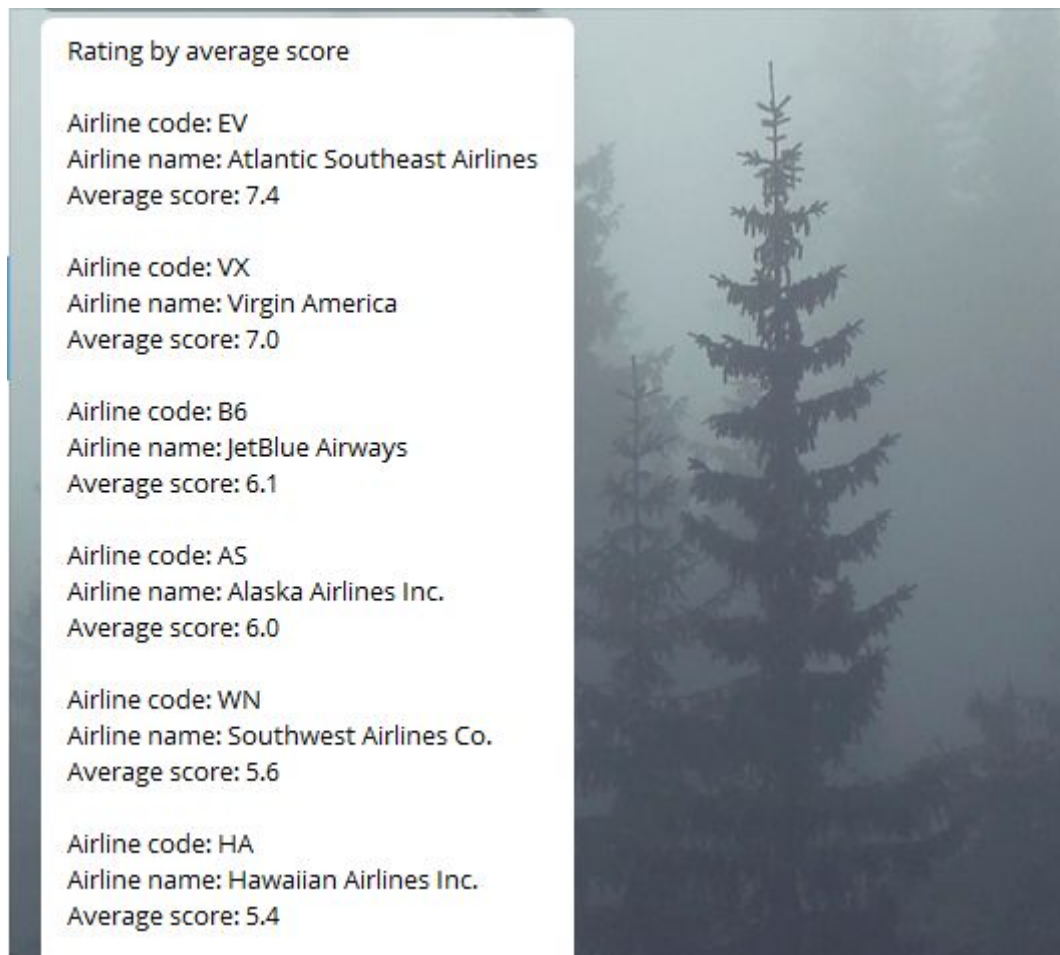 Rating by average score
Airline code: EV
Airline name: Atlantic Southeast Airlines
Average score: 7.4
Airline code: VX
Airline name: Virgin America
Average score: 7.0
Airline code: B6
Airline name: JetBlue Airways
Average score: 6.1
Airline code: AS
Airline name: Alaska Airlines Inc.
Average score: 6.0
Airline code: WN
Airline name: Southwest Airlines Co.
Average score: 5.6
Airline code: HA
Airline name: Hawaiian Airlines Inc.
Average score: 5.4